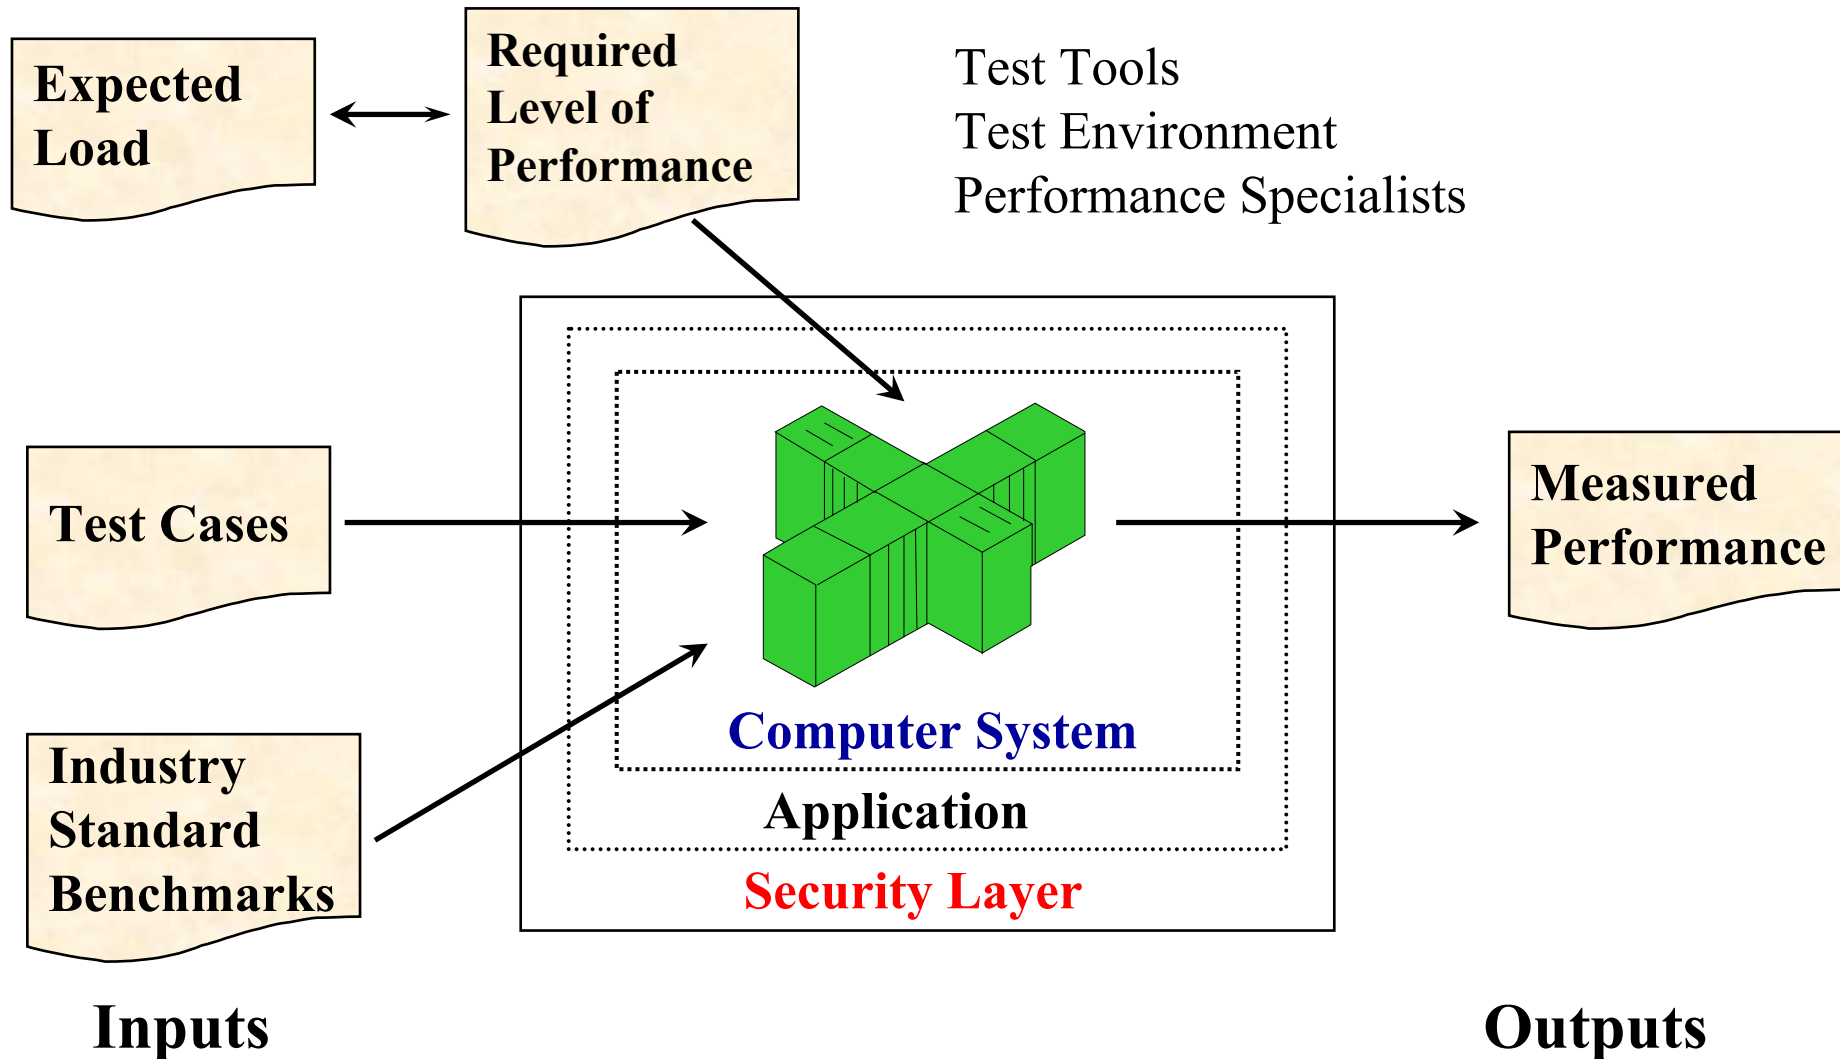 Expected
Load
Required
Level of
Performance
Test Tools
Test Environment
Performance Specialists
Test Cases
Measured
Performance
Industry
Standard
Benchmarks
Computer System
Application
Security Layer
Inputs
Outputs